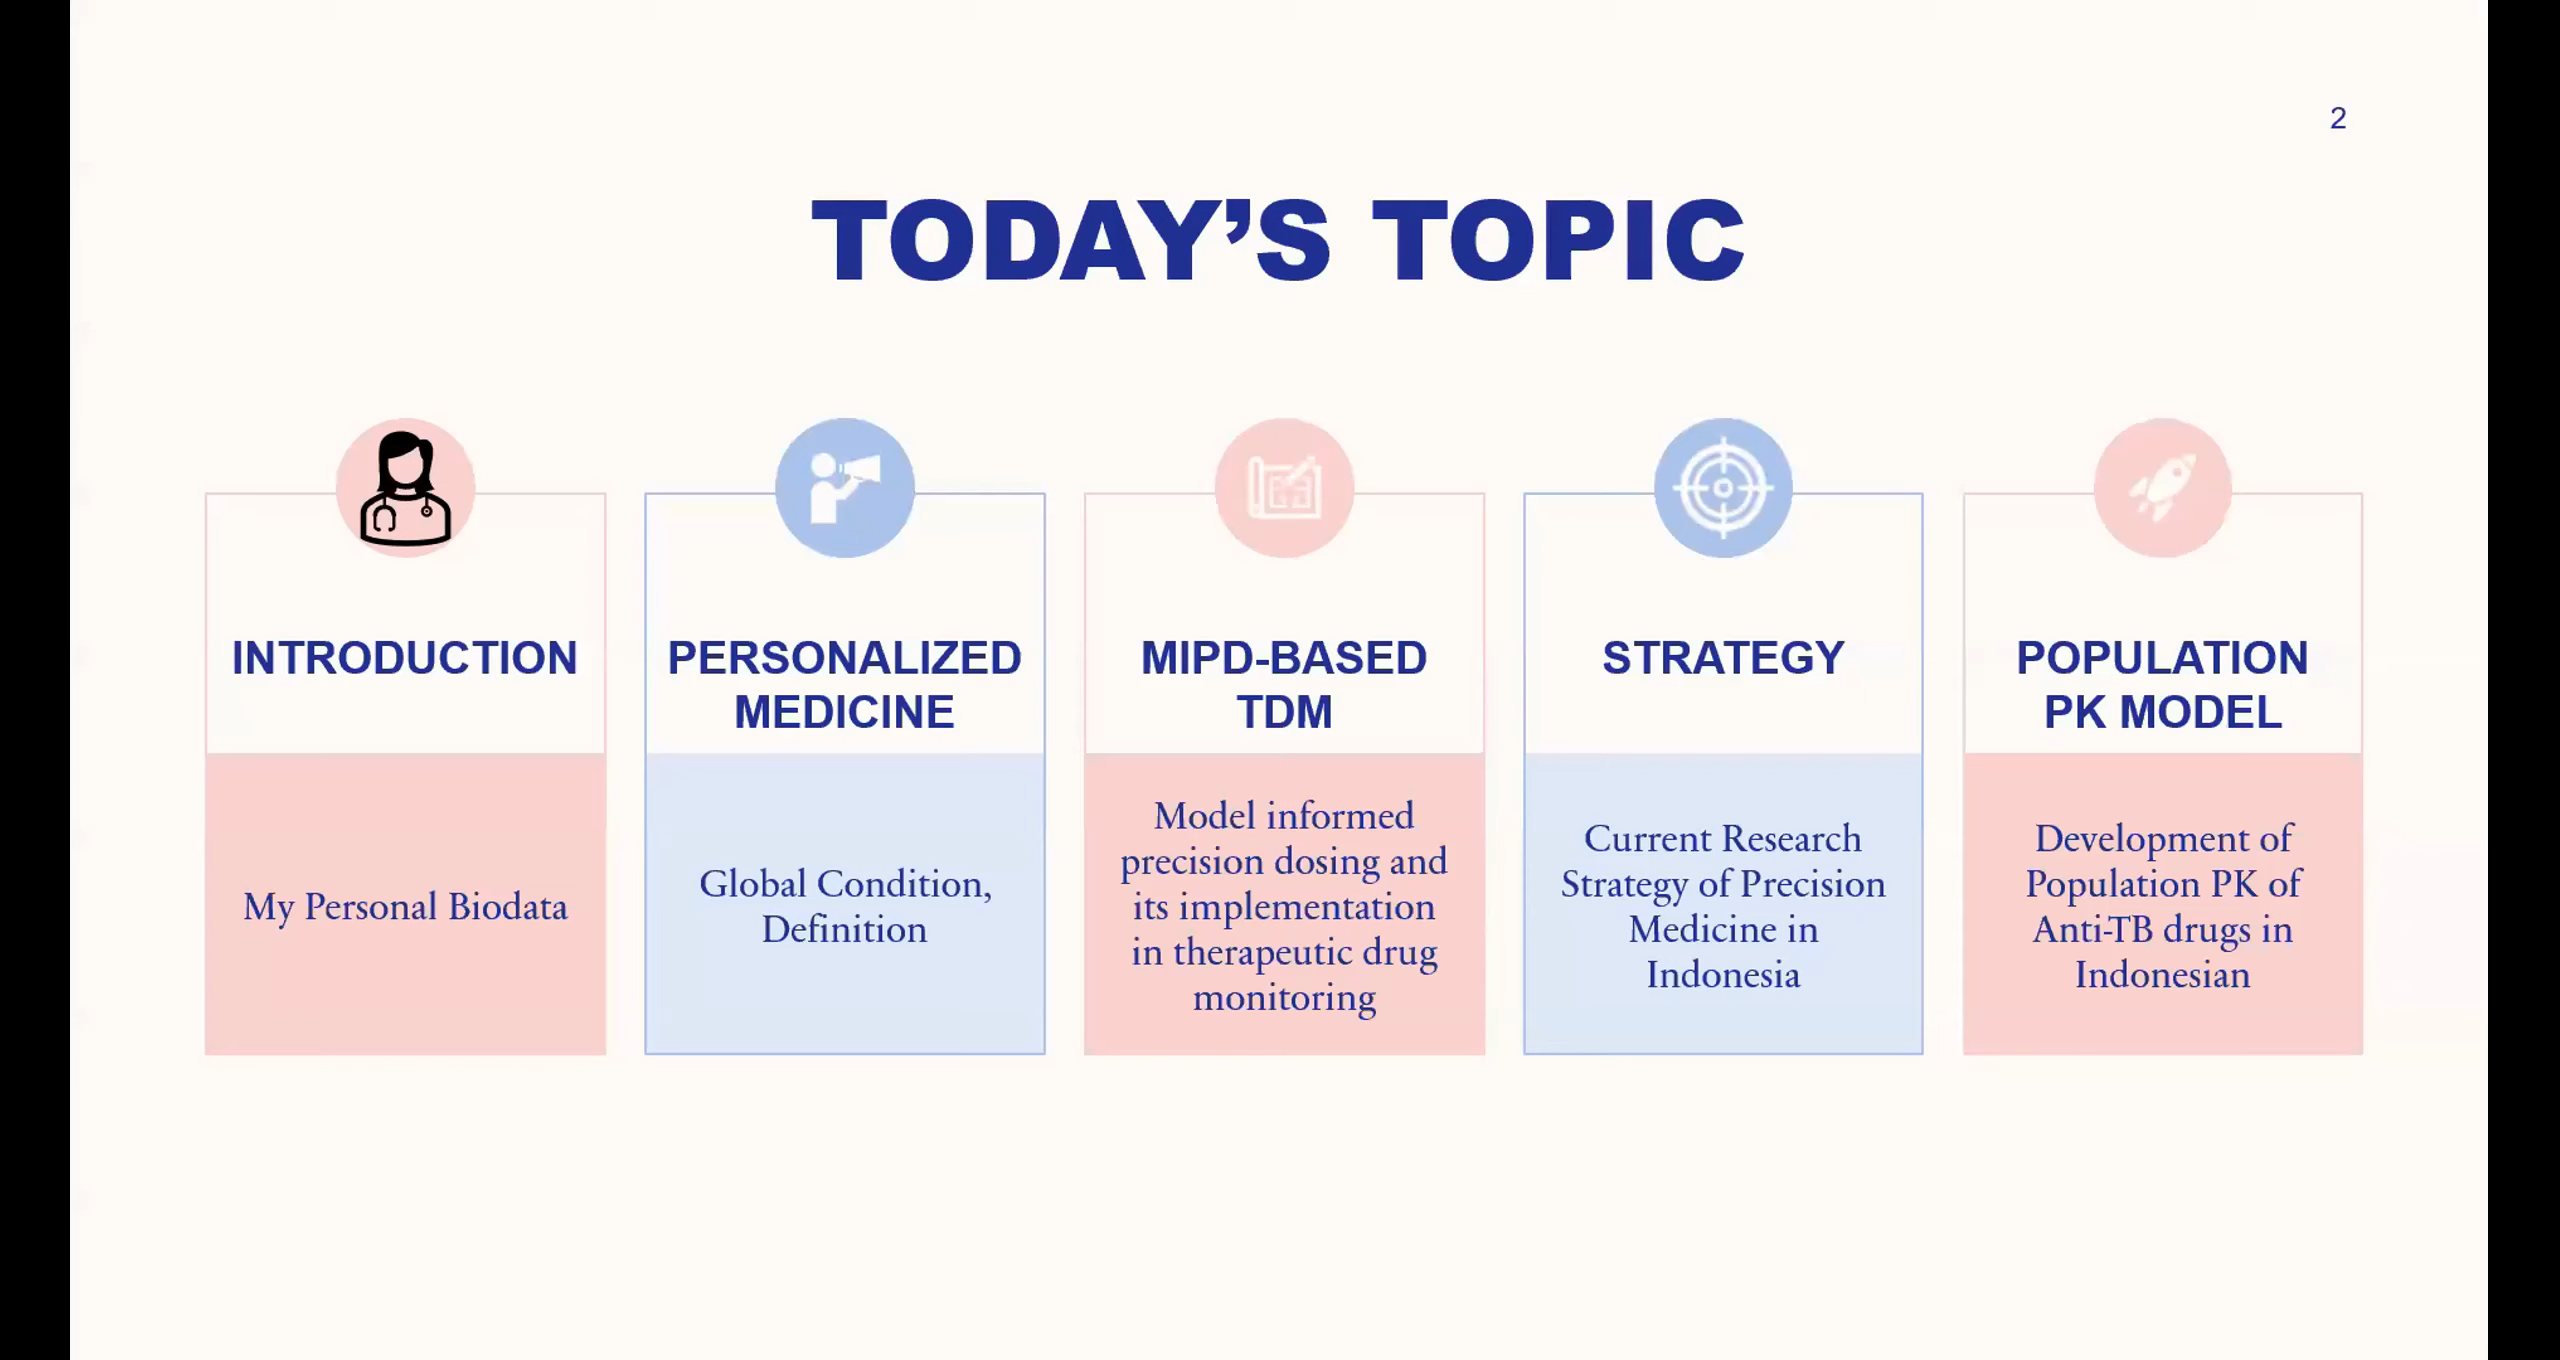 2
TODAY’S TOPIC
INTRODUCTION
My Personal Biodata
PERSONALIZED
MEDICINE
Global Condition,
Definition
MIPD-BASED
TDM
Model informed
precision dosing and
its implementation
in therapeutic drug
monitoring
STRATEGY
Current Research
Strategy of Precision
Medicine in
Indonesia
POPULATION
PK MODEL
Development of
Population PK of
Anti-TB drugs in
Indonesian